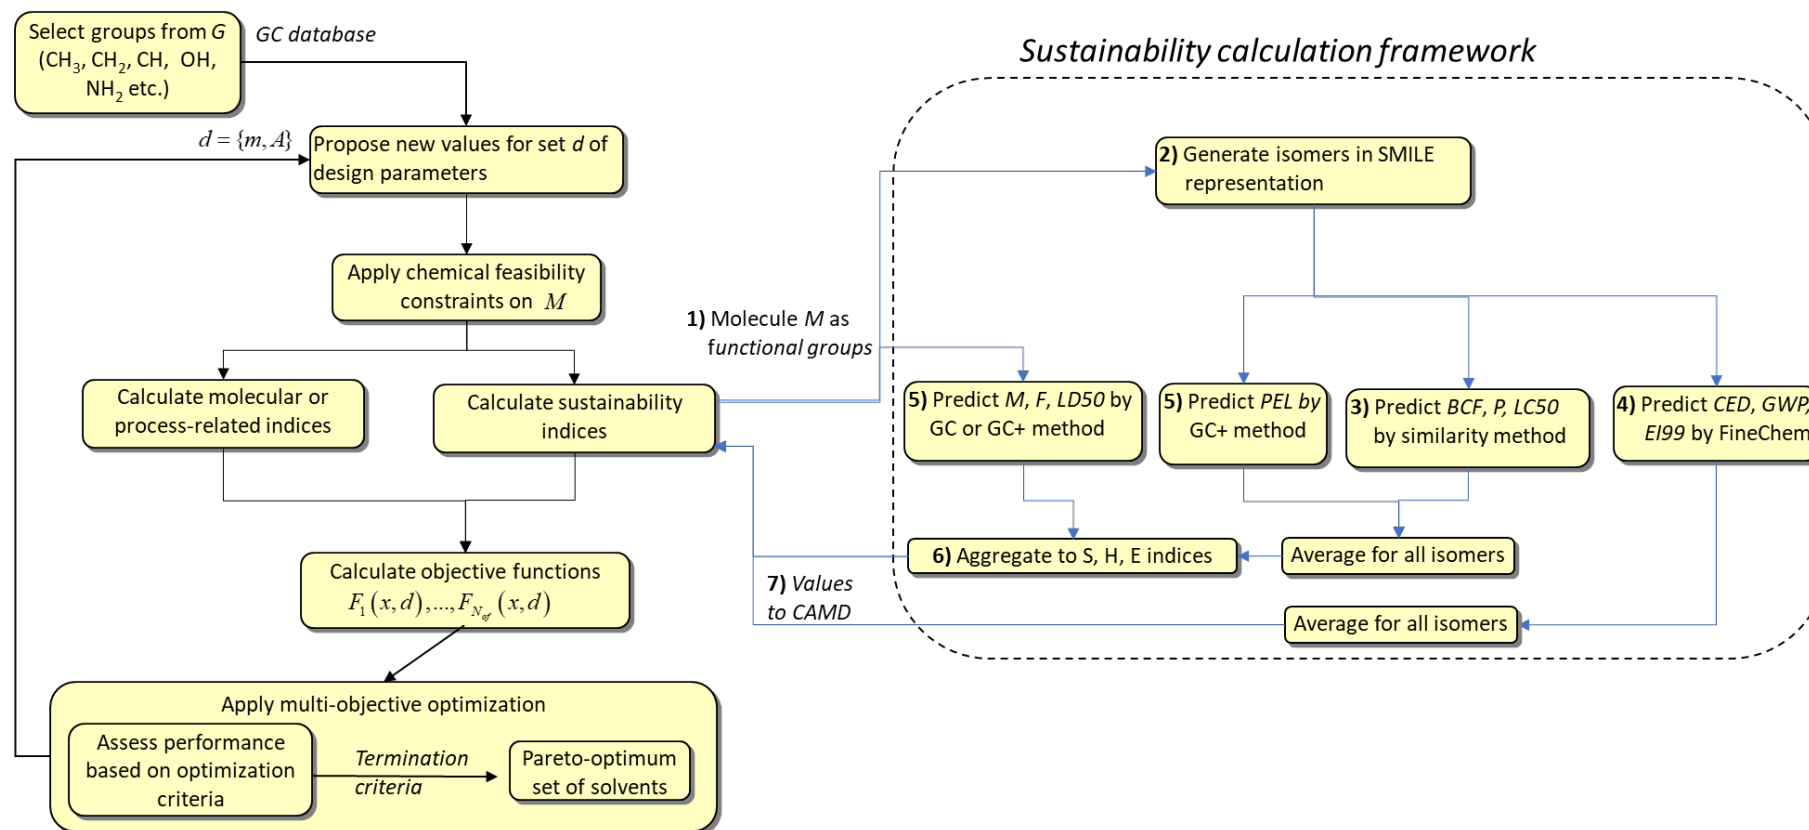 Select groups from G
(CH3, CH2, CH, OH,
NH2 etc.)
GC database
d = {m, A}
Propose new values for set d of
design parameters
Apply chemical feasibility
constraints on M
Calculate molecular or
process-related indices
Calculate sustainability
indices
Calculate objective functions
F1(x,d),...,FNof(x,d)
Apply multi-objective optimization
Assess performance
based on optimization
criteria
Termination
criteria
Pareto-optimum
set of solvents
Sustainability calculation framework
1) Molecule M as
functional groups
2) Generate isomers in SMILE
representation
5) Predict M, F, LD50 by
GC or GC+ method
5) Predict PEL by
GC+ method
3) Predict BCF, P, LC50
by similarity method
4) Predict CED, GWP,
EI99 by FineChem
6) Aggregate to S, H, E indices
Average for all isomers
7) Values
to CAMD
Average for all isomers